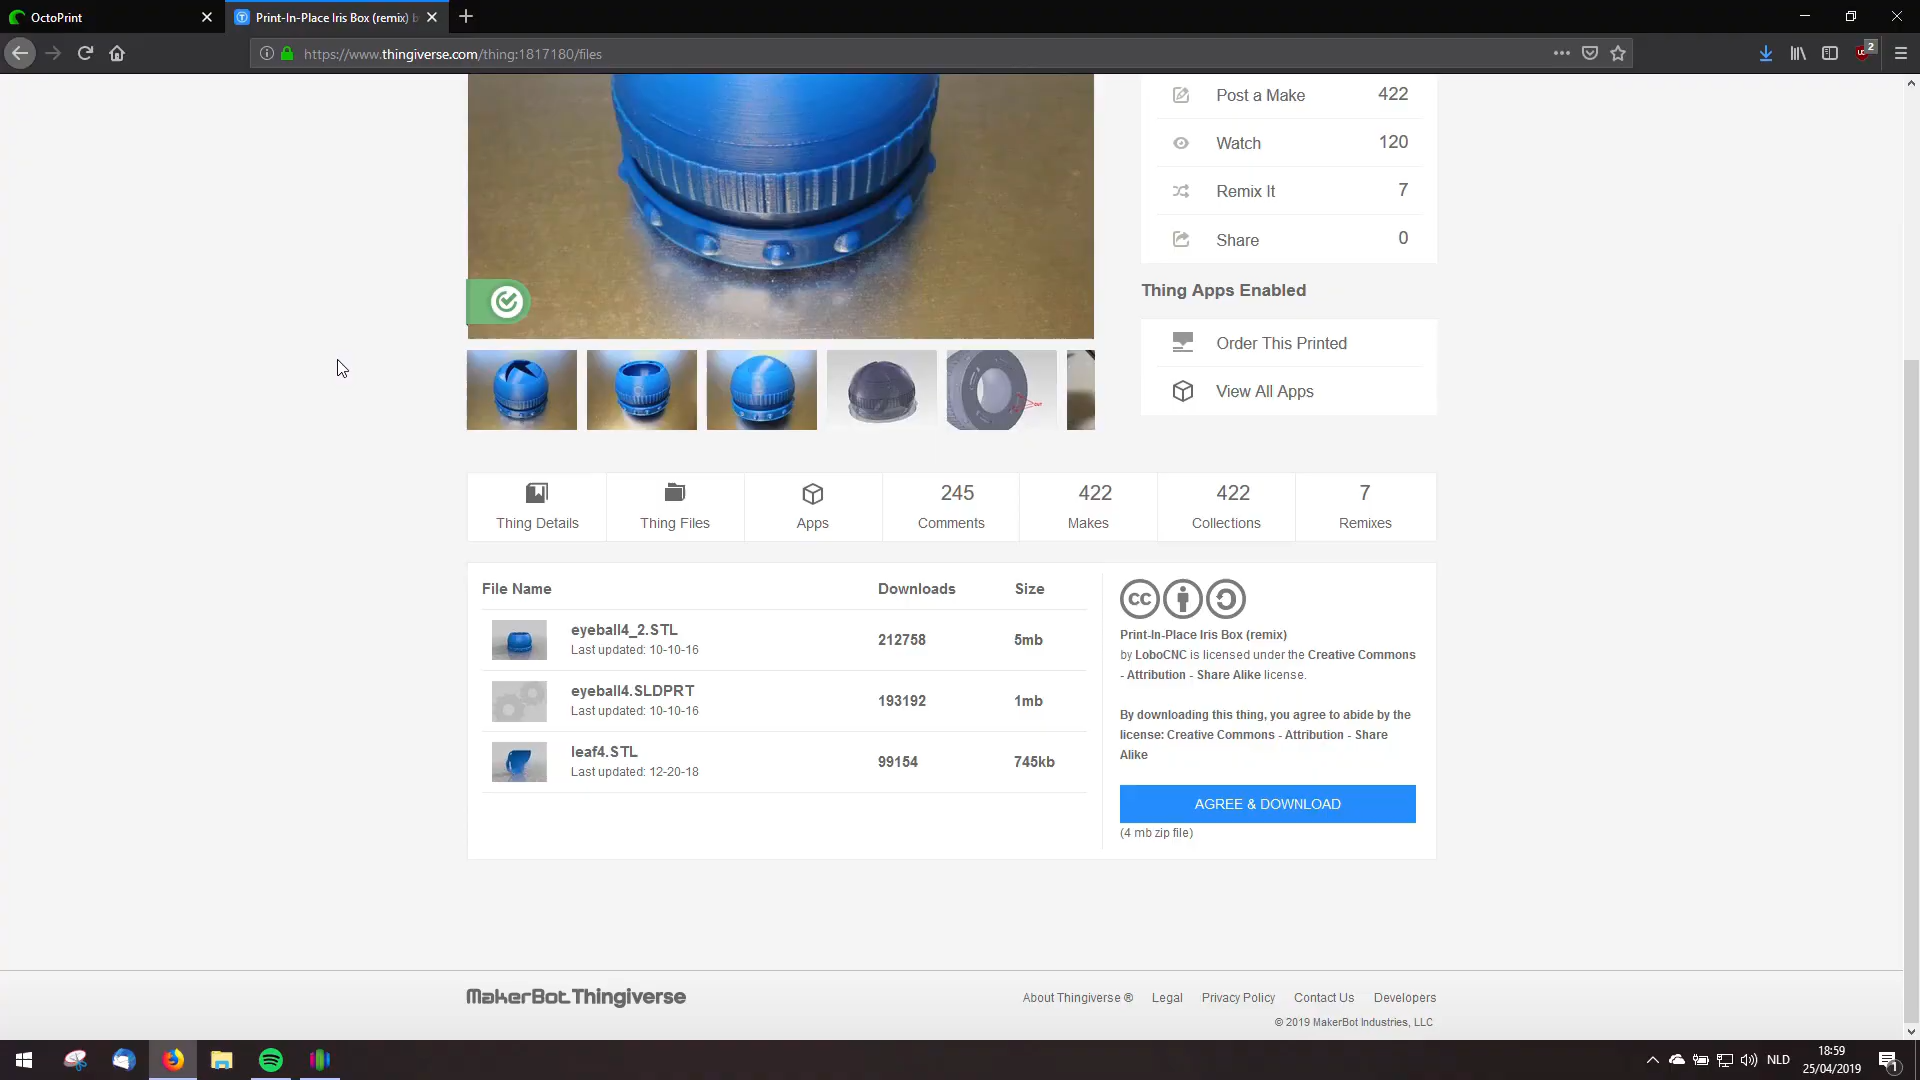 OctoPrint
Print-In-Place Iris Box (remix) b
https://www.thingiverse.com/thing:1817180/files
2
Post a Make 422
Watch 120
Remix It 7
Share 0
Thing Apps Enabled
Order This Printed
View All Apps
Thing Details
Thing Files
Apps
245 Comments
422 Makes
422 Collections
7 Remixes
File Name Downloads Size
eyeball4_2.STL
Last updated: 10-10-16
212758 5mb
eyeball4.SLDPRT
Last updated: 10-10-16
193192 1mb
leaf4.STL
Last updated: 12-20-18
99154 745kb
cc
Print-In-Place Iris Box (remix)
by LoboCNC is licensed under the Creative Commons
- Attribution - Share Alike license.
By downloading this thing, you agree to abide by the
license: Creative Commons - Attribution - Share
Alike
AGREE & DOWNLOAD
(4 mb zip file)
MakerBot Thingiverse
About Thingiverse ® Legal Privacy Policy Contact Us Developers
© 2019 MakerBot Industries, LLC
NLD
18:59
25/04/2019
1